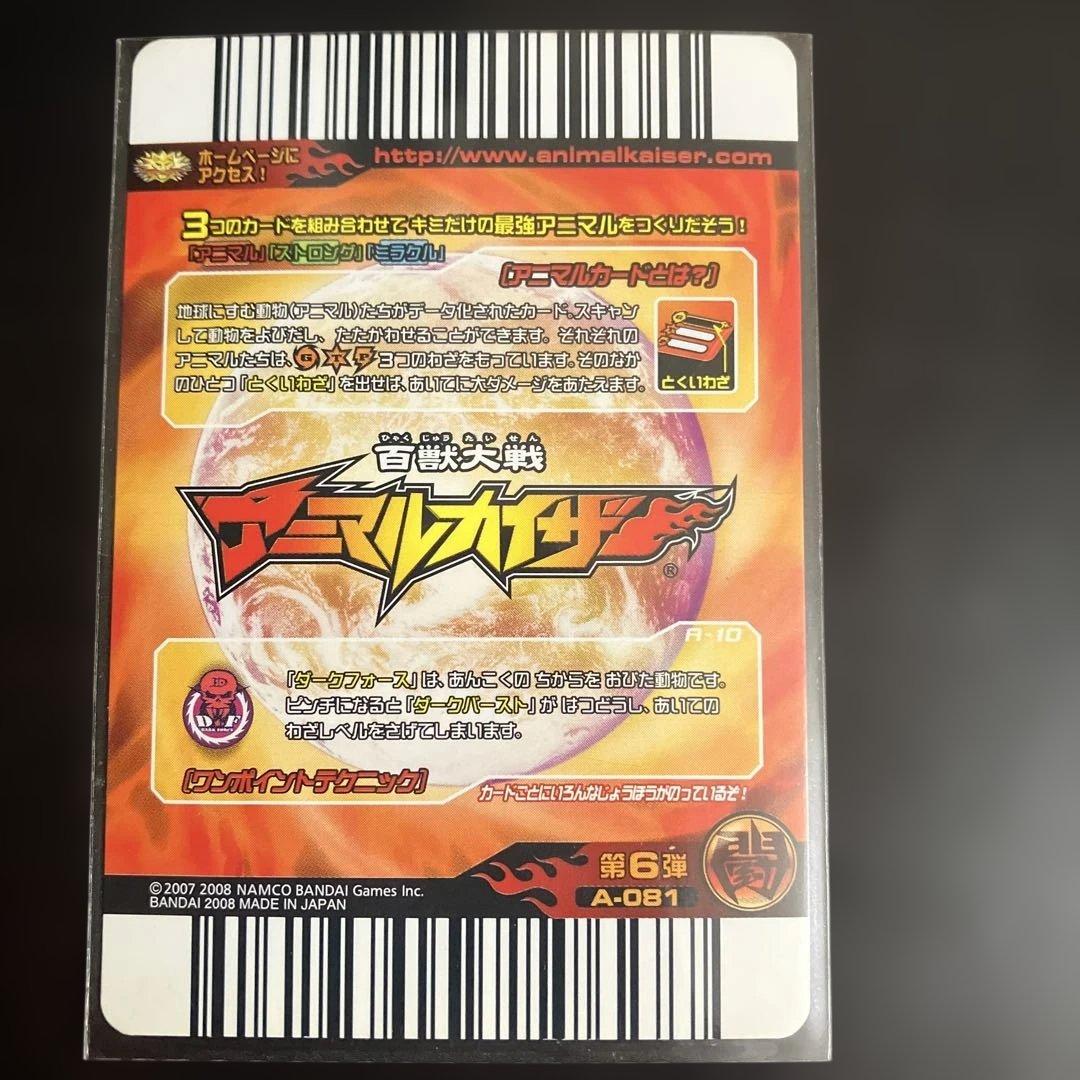 ホームページに
アクセス!
http://www.animalkaiser.com
3つのカードを組み合わせて キミだけの最強アニマルをつくりだそう!
「アニマル」「ストロング」「ミラクル」
[アニマルカードとは?]
地球にすむ動物(アニマル)たちがデータ化されたカード。スキャン
して動物をよびだし、たたかわせることができます。それぞれの
アニマルたちは、G T P 3つのわざをもっています。そのなか
のひとつ「とくいわざ」を出せば、あいてに大ダメージをあたえます。
とくいわざ
ひゃく じゅう たい せん
百獣大戦
アニマルカイザー
®
A-10
「ダークフォース」は、あんこくの ちからを おびた動物です。
ピンチになると「ダークバースト」が はつどうし、あいての
わざレベルをさげてしまいます。
D F
DARK FORCE
[ワンポイントテクニック]
カードごとにいろんなじょうほうがのっているぞ!
第6弾
A-081
闘
©2007 2008 NAMCO BANDAI Games Inc.
BANDAI 2008 MADE IN JAPAN